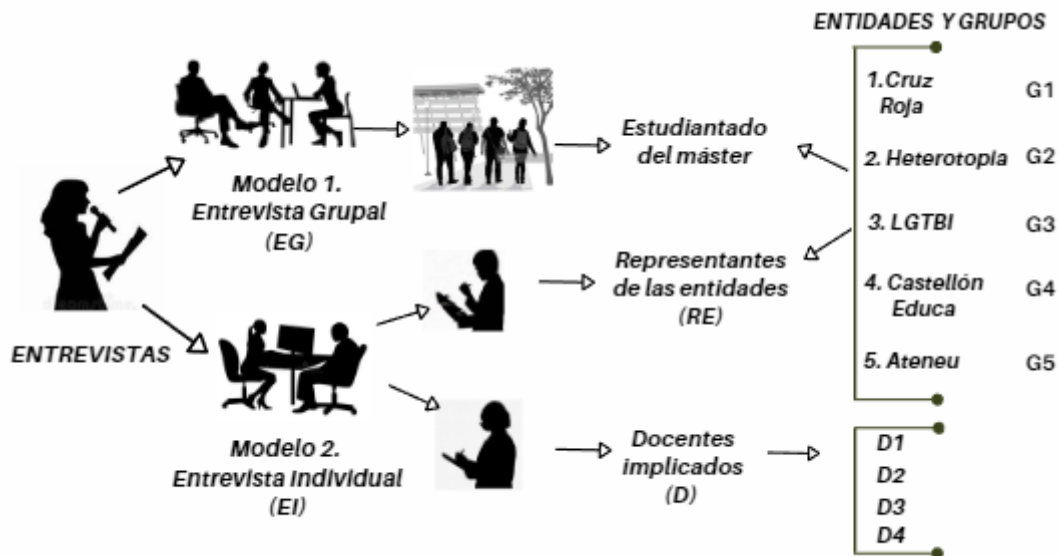 ENTIDADES Y GRUPOS
1.Cruz
Roja
G1
2. Heterotopia
G2
3. LGTBI
G3
4. Castellón
Educa
G4
5. Ateneu
G5
Estudiantado
del máster
Modelo 1.
Entrevista Grupal
(EG)
Representantes
de las entidades
(RE)
ENTREVISTAS
Modelo 2.
Entrevista Individual
(EI)
Docentes
implicados
(D)
D1
D2
D3
D4